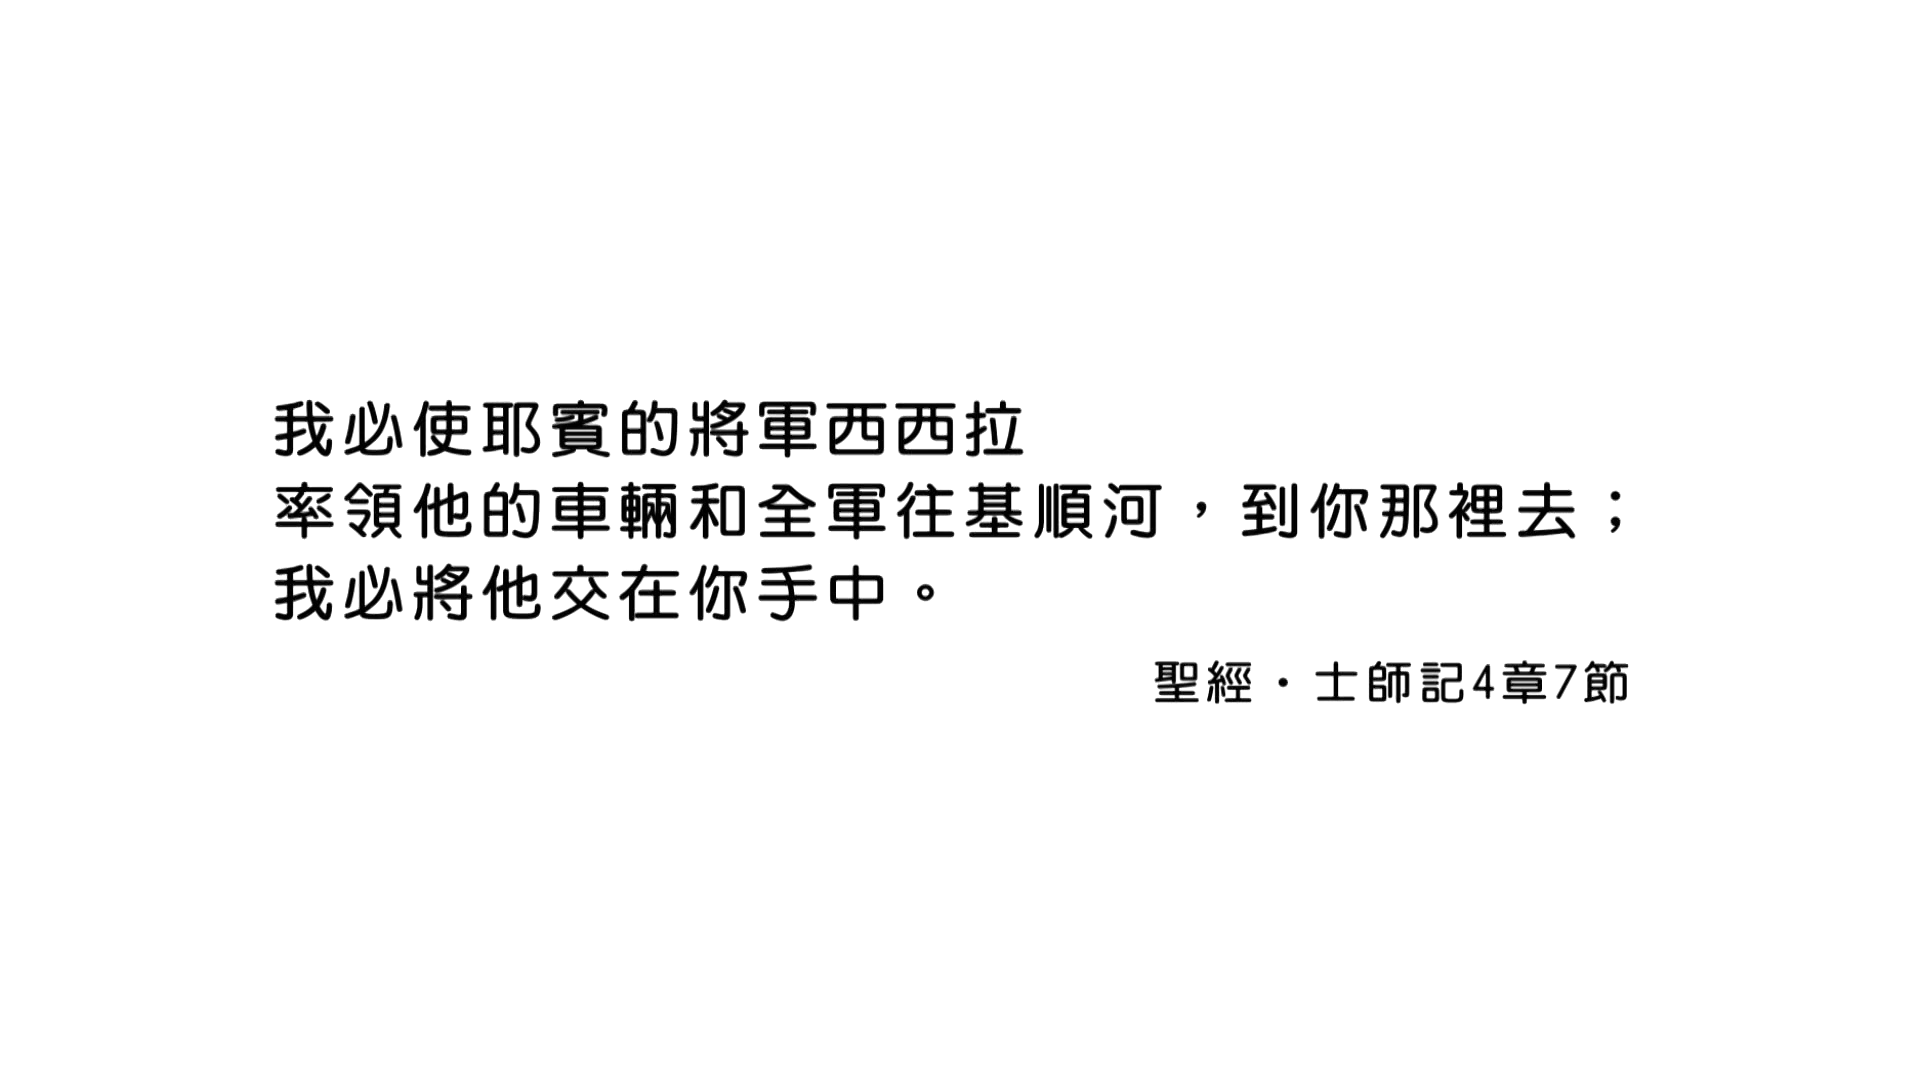 我必使耶賓的將軍西西拉
率領他的車輛和全軍往基順河，到你那裡去；
我必將他交在你手中。
聖經・士師記4章7節